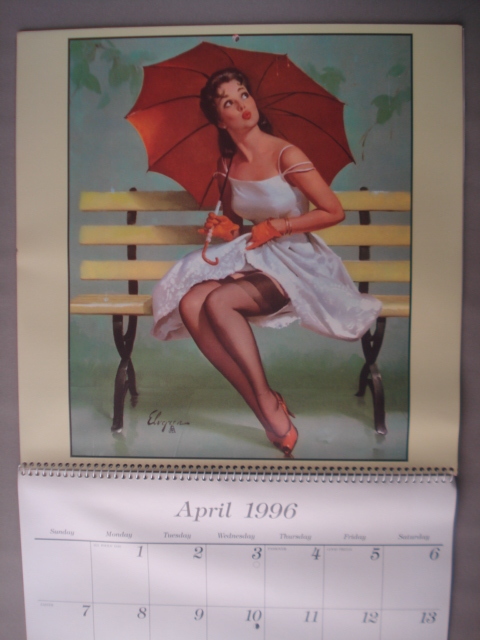 Elvgren
April 1996
Sunday Monday Tuesday Wednesday Thursday Friday Saturday
1 2 3 4 5 6
7 8 9 10 11 12 13